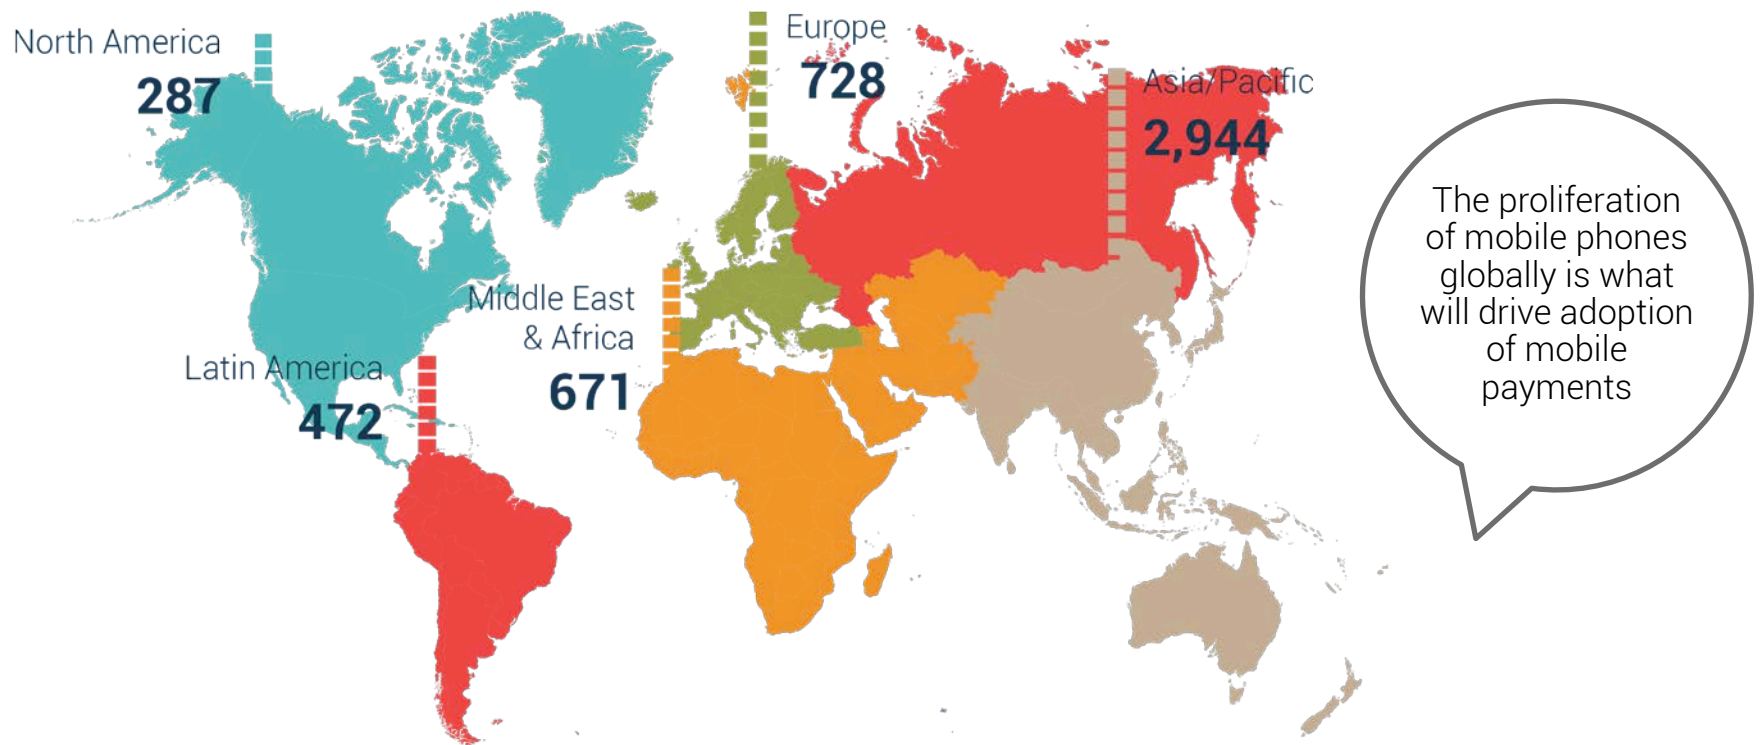 North America
287
Europe
728
Asia/Pacific
2,944
Middle East
& Africa
671
Latin America
472
The proliferation
of mobile phones
globally is what
will drive adoption
of mobile
payments